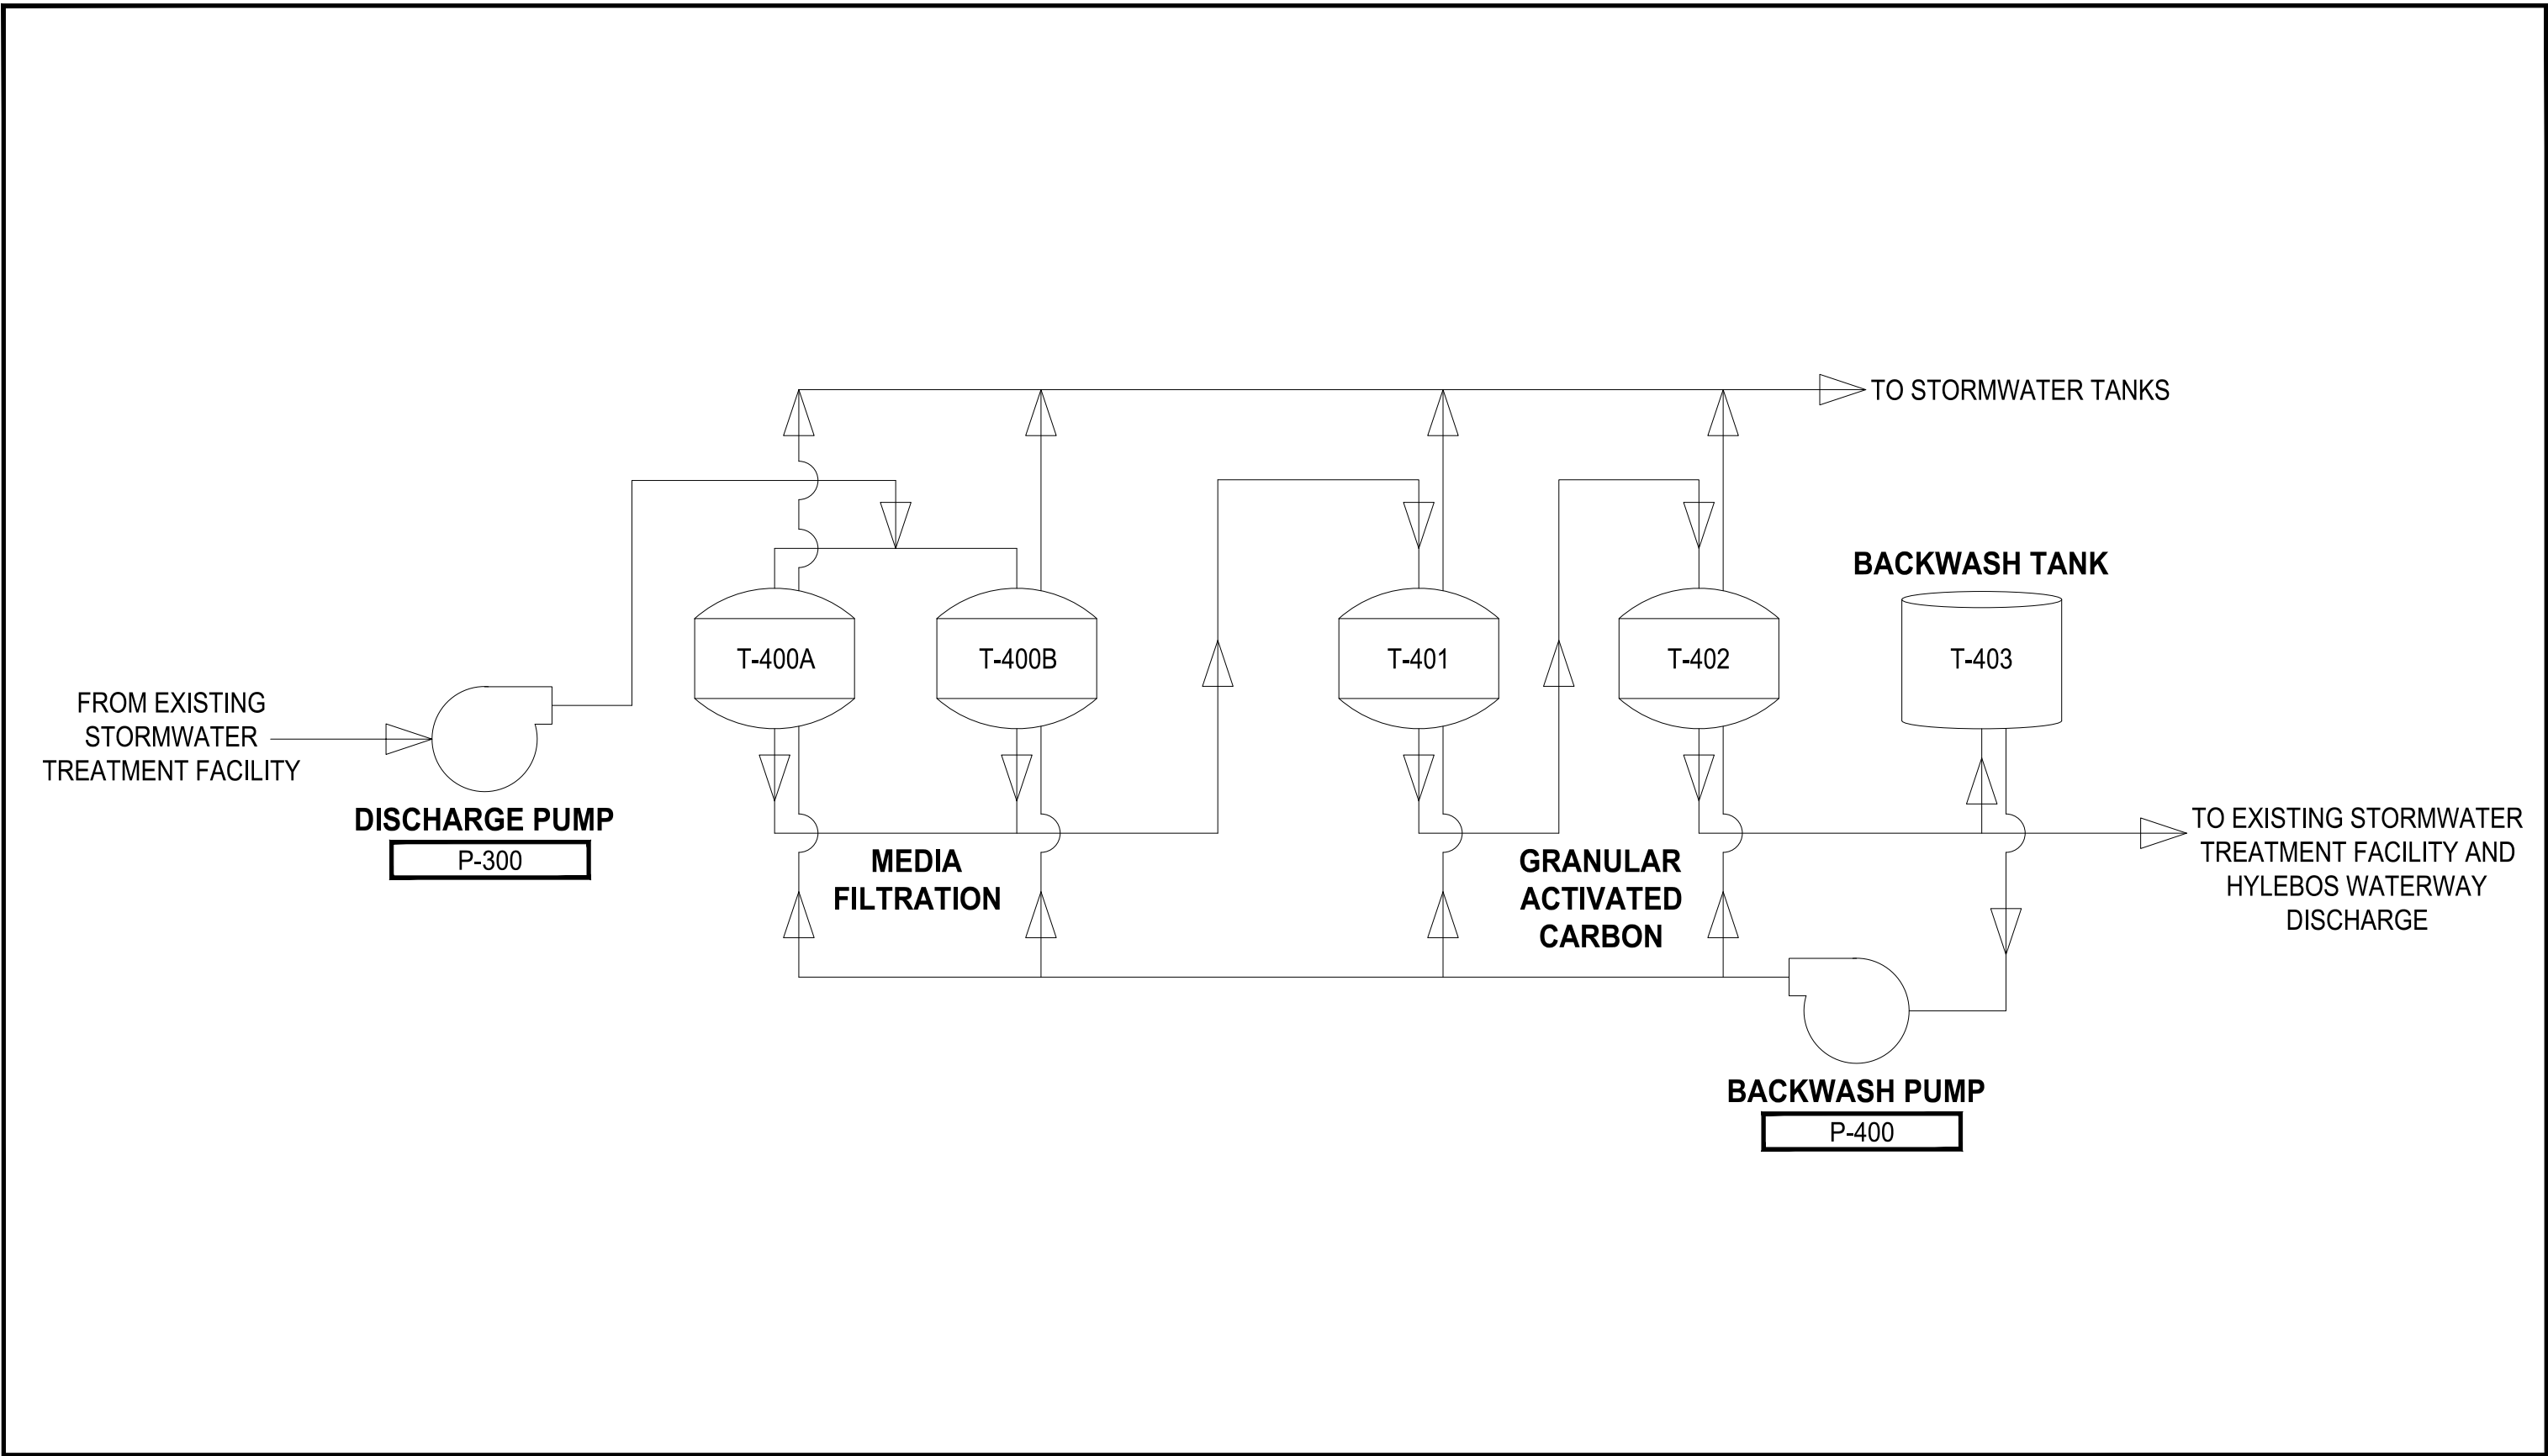 TO STORMWATER TANKS
BACKWASH TANK
T-400A
T-400B
T-401
T-402
T-403
FROM EXISTING
STORMWATER
TREATMENT FACILITY
DISCHARGE PUMP
P-300
MEDIA
FILTRATION
GRANULAR
ACTIVATED
CARBON
TO EXISTING STORMWATER
TREATMENT FACILITY AND
HYLEBOS WATERWAY
DISCHARGE
BACKWASH PUMP
P-400